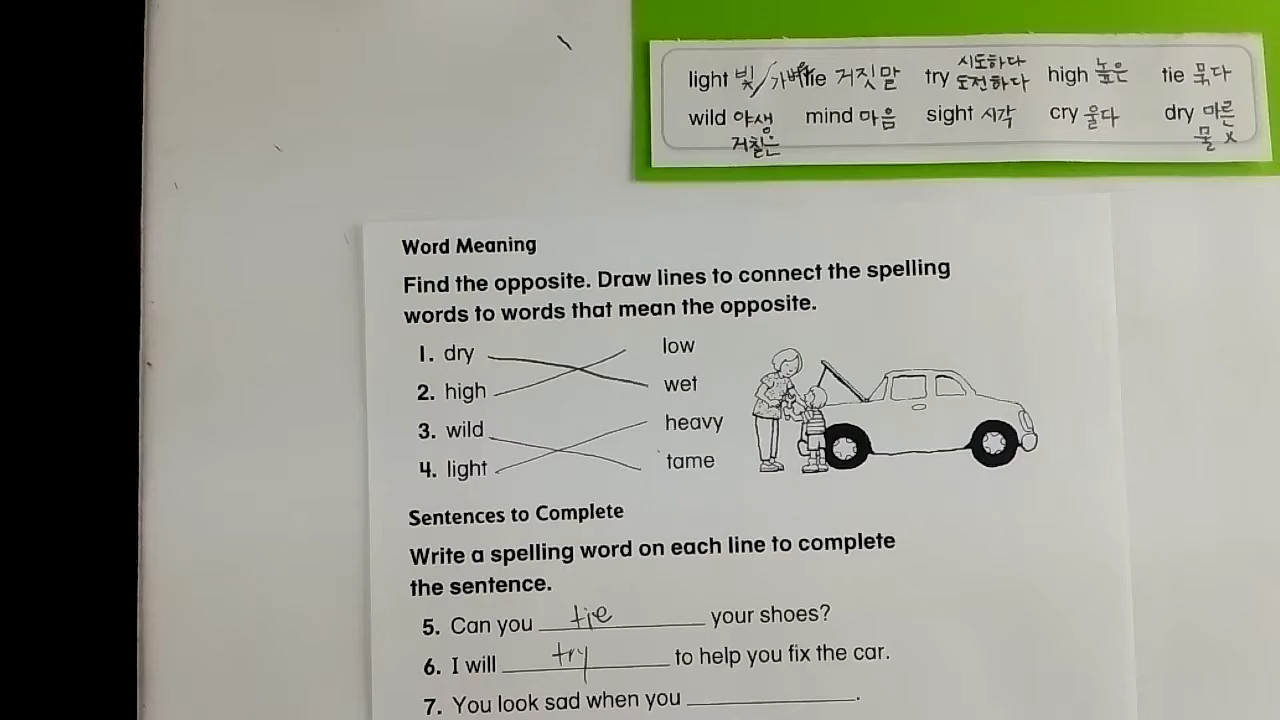 light 빛/가벼운 lie 거짓말 try 시도하다 도전하다 high 높은 tie 묶다
wild 야생 거칠은 mind 마음 sight 시각 cry 울다 dry 마른 물 x
Word Meaning
Find the opposite. Draw lines to connect the spelling
words to words that mean the opposite.
1. dry low
2. high wet
3. wild heavy
4. light tame
Sentences to Complete
Write a spelling word on each line to complete
the sentence.
5. Can you tie your shoes?
6. I will try to help you fix the car.
7. You look sad when you ________.